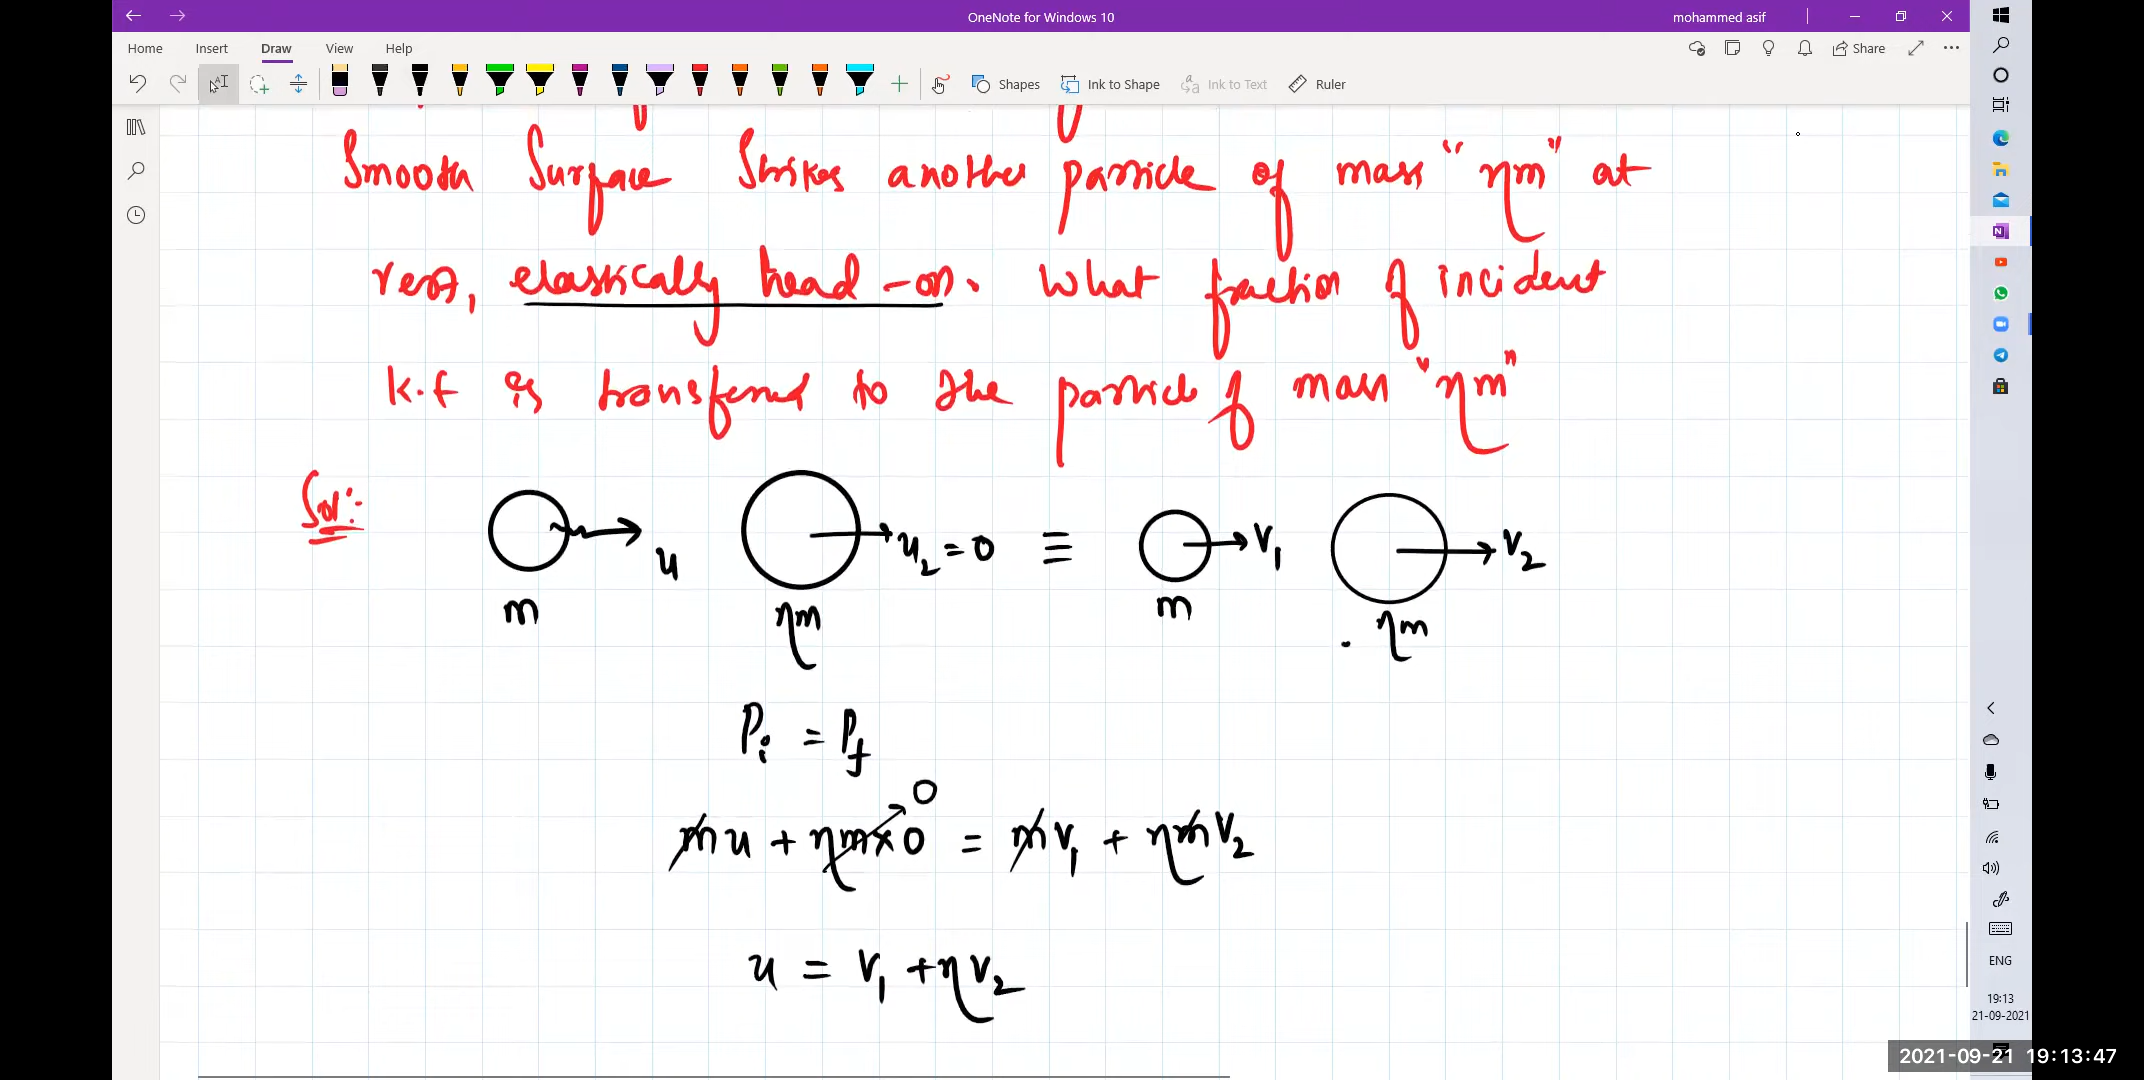 OneNote for Windows 10
mohammed asif
Home Insert Draw View Help
Share
Shapes Ink to Shape Ink to Text Ruler
Smooth Surface Strikes another particle of mass "ηm" at
rest, elastically head-on. What fraction of incident
K.E is transferred to the particle of mass "ηm"
Sol:-
u u2=0 ≡ V1 V2
m ηm m ηm
Pi = Pf
0
mu + ηm×0 = mV1 + ηmV2
u = V1 + ηV2
ENG
19:13
21-09-2021
2021-09-21 19:13:47